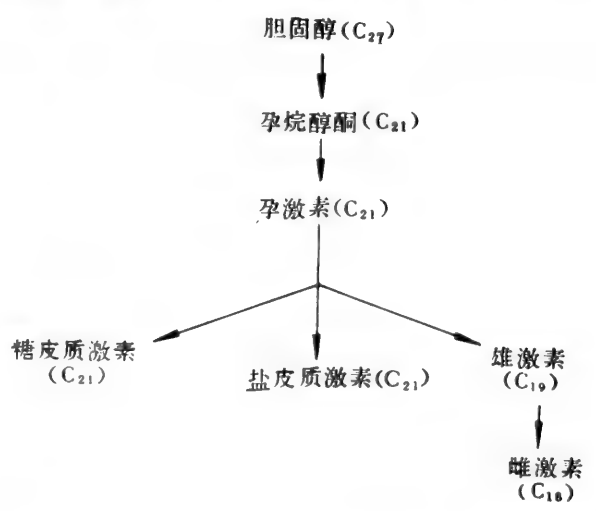 胆固醇(C₂₇)
孕烷醇酮(C₂₁)
孕激素(C₂₁)
糖皮质激素
(C₂₁)
盐皮质激素(C₂₁)
雄激素
(C₁₉)
雌激素
(C₁₈)